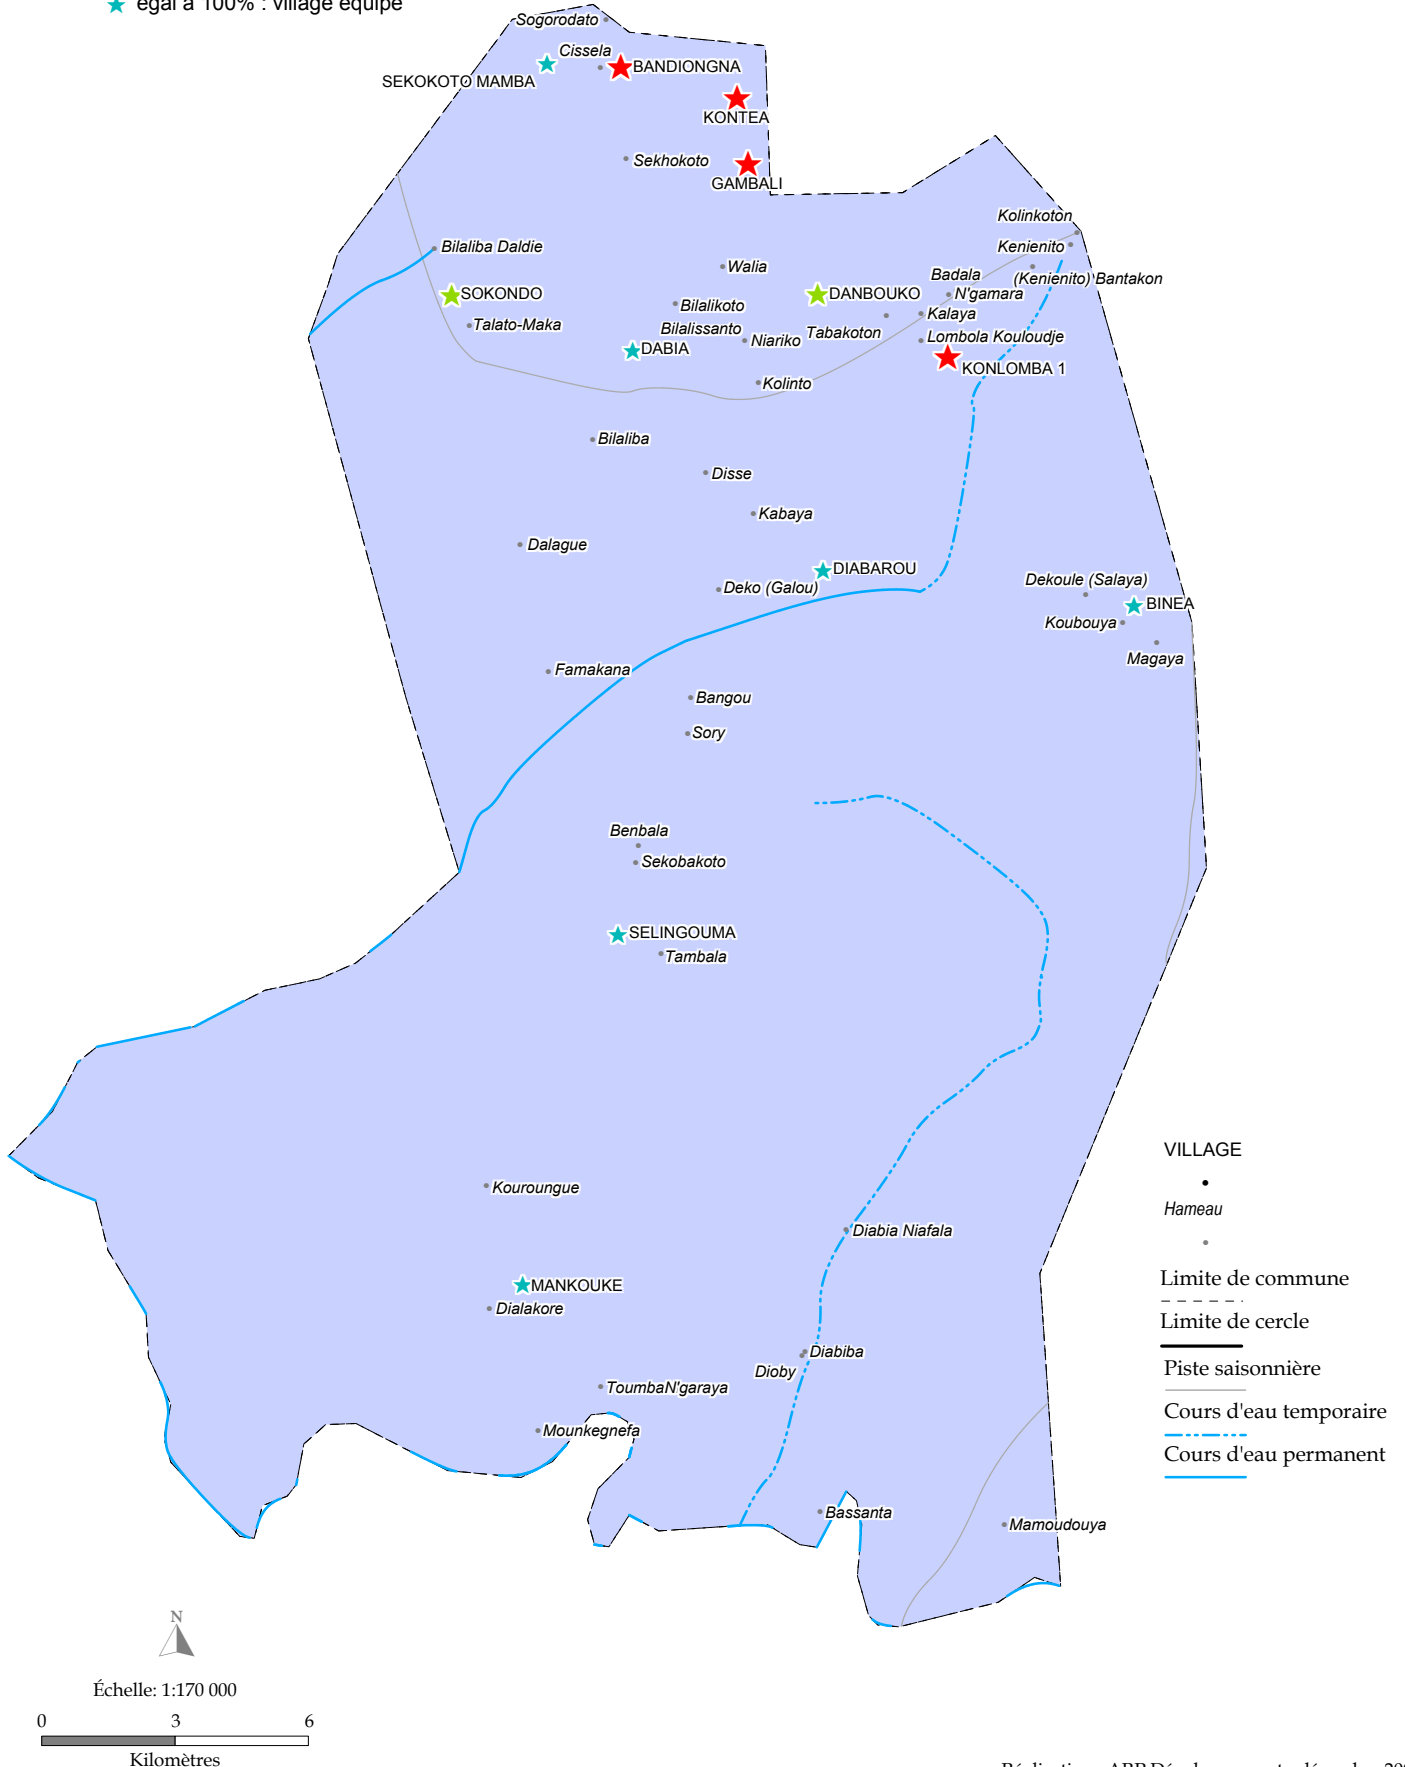 égal à 100% : village équipé
Sogorodato
Cissela
SEKOKOTO MAMBA
BANDIONGNA
KONTEA
Sekhokoto
GAMBALI
Kolinkoton
Bilaliba Daldie
Kenienito
Walia
Badala
(Kenienito) Bantakon
SOKONDO
DANBOUKO
N'gamara
Bilalikoto
Kalaya
Talato-Maka
Bilalissanto
Tabakoton
Niariko
Lombola Kouloudje
DABIA
KONLOMBA 1
Kolinto
Bilaliba
Disse
Kabaya
Dalague
DIABAROU
Dekoule (Salaya)
Deko (Galou)
BINEA
Koubouya
Magaya
Famakana
Bangou
Sory
Benbala
Sekobakoto
SELINGOUMA
Tambala
Kouroungue
Diabia Niafala
MANKOUKE
Dialakore
Diabiba
Dioby
ToumbaN'garaya
Mounkegnefa
Bassanta
Mamoudouya
VILLAGE
Hameau
Limite de commune
Limite de cercle
Piste saisonnière
Cours d'eau temporaire
Cours d'eau permanent
N
Échelle: 1:170 000
0 3 6
Kilomètres